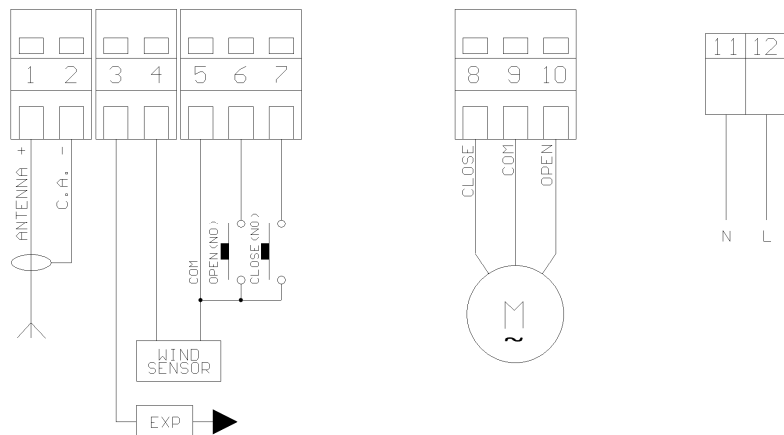 1 2 3 4 5 6 7 8 9 10 11 12
ANTENNA +
C.A. -
COM
OPEN(NO)
CLOSE(NO)
CLOSE
COM
OPEN
N L
M
~
WIND
SENSOR
EXP